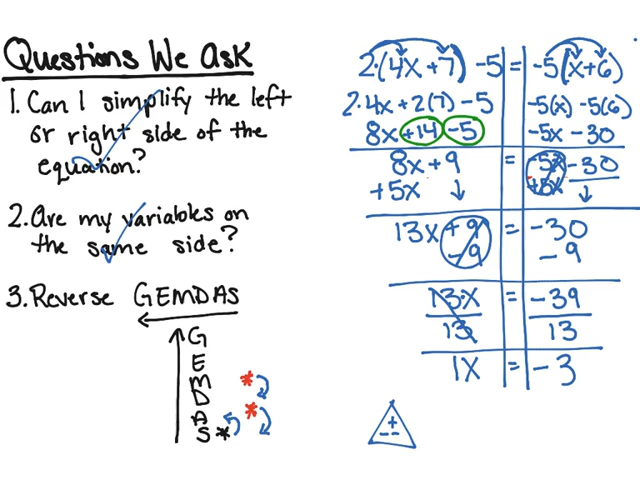 Questions We Ask
1. Can I simplify the left
or right side of the
equation?
2. Are my variables on
the same side?
3. Reverse GEMDAS
G
E
M
D
A
S *
*
*
2·(4x+7) -5 = -5(x+6)
2·4x+2(7)-5 -5(x) -5(6)
8x+14-5 -5x -30
8x+9 = -5x-30
+5x ↓ +5x ↓
13x+9 = -30
-9 -9
13·x = -39
13 13
1x = -3
+
--